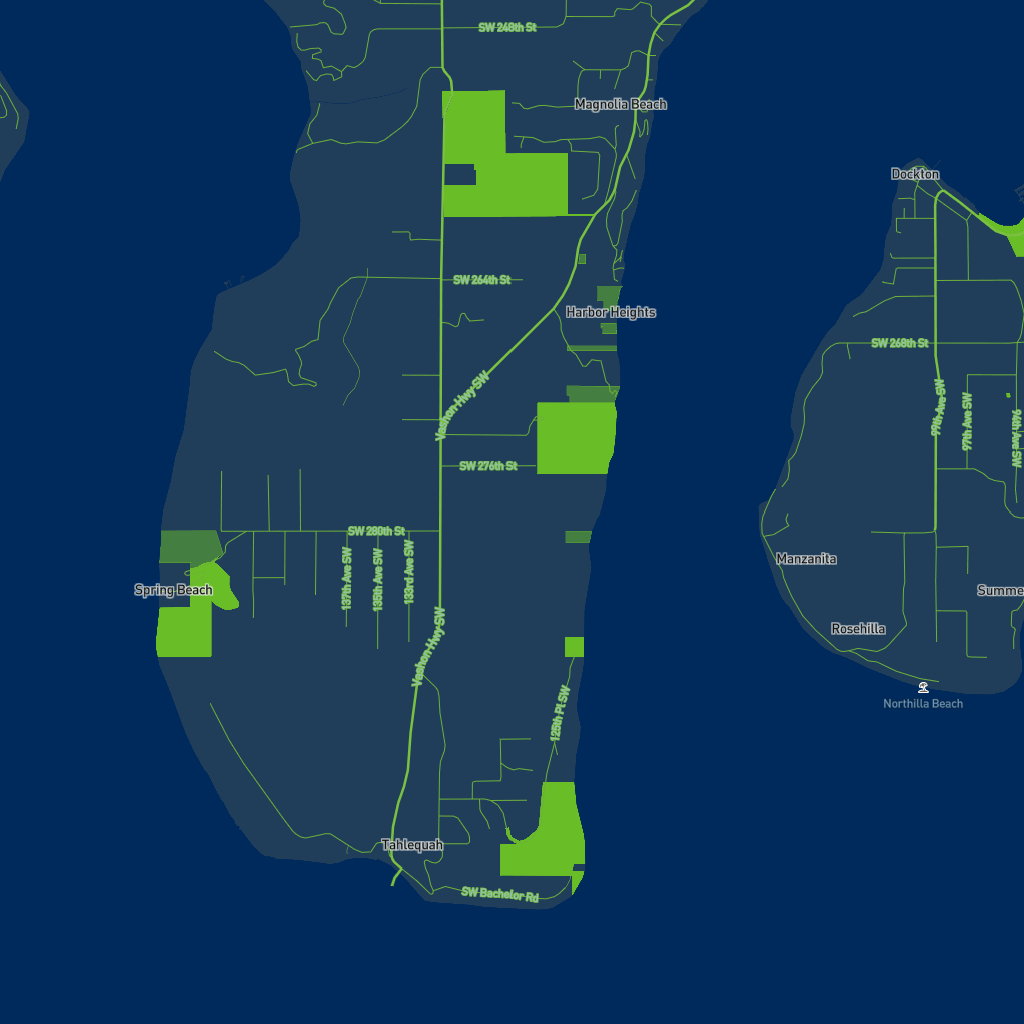 SW 248th St
Magnolia Beach
Dockton
SW 264th St
Harbor Heights
SW 268th St
Vashon Hwy SW
99th Ave SW
97th Ave SW
94th Ave SW
SW 276th St
SW 280th St
137th Ave SW
135th Ave SW
133rd Ave SW
Manzanita
Spring Beach
Summe
Rosehilla
Vashon Hwy SW
Northilla Beach
125th Pl SW
Tahlequah
SW Bachelor Rd